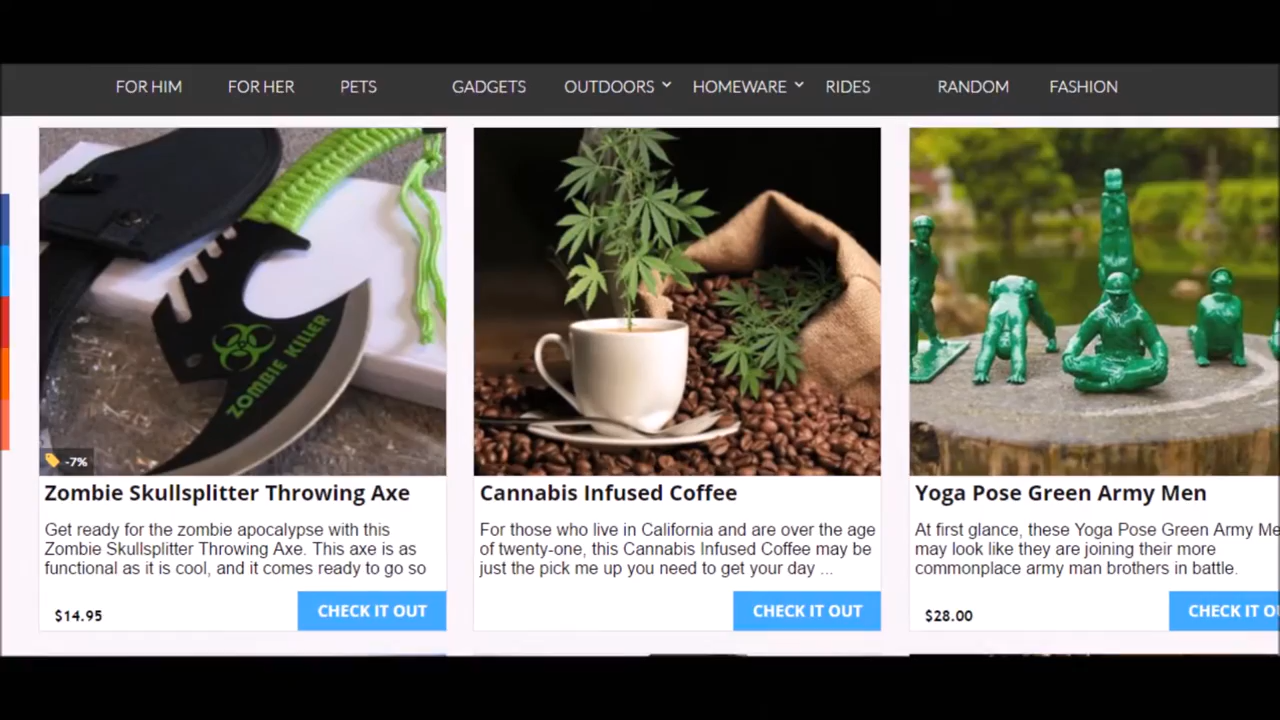 FOR HIM FOR HER PETS GADGETS OUTDOORS HOMEWARE RIDES RANDOM FASHION
ZOMBIE KILLER
-7%
Zombie Skullsplitter Throwing Axe
Get ready for the zombie apocalypse with this
Zombie Skullsplitter Throwing Axe. This axe is as
functional as it is cool, and it comes ready to go so
$14.95
CHECK IT OUT
Cannabis Infused Coffee
For those who live in California and are over the age
of twenty-one, this Cannabis Infused Coffee may be
just the pick me up you need to get your day ...
CHECK IT OUT
Yoga Pose Green Army Men
At first glance, these Yoga Pose Green Army Me
may look like they are joining their more
commonplace army man brothers in battle.
$28.00
CHECK IT O